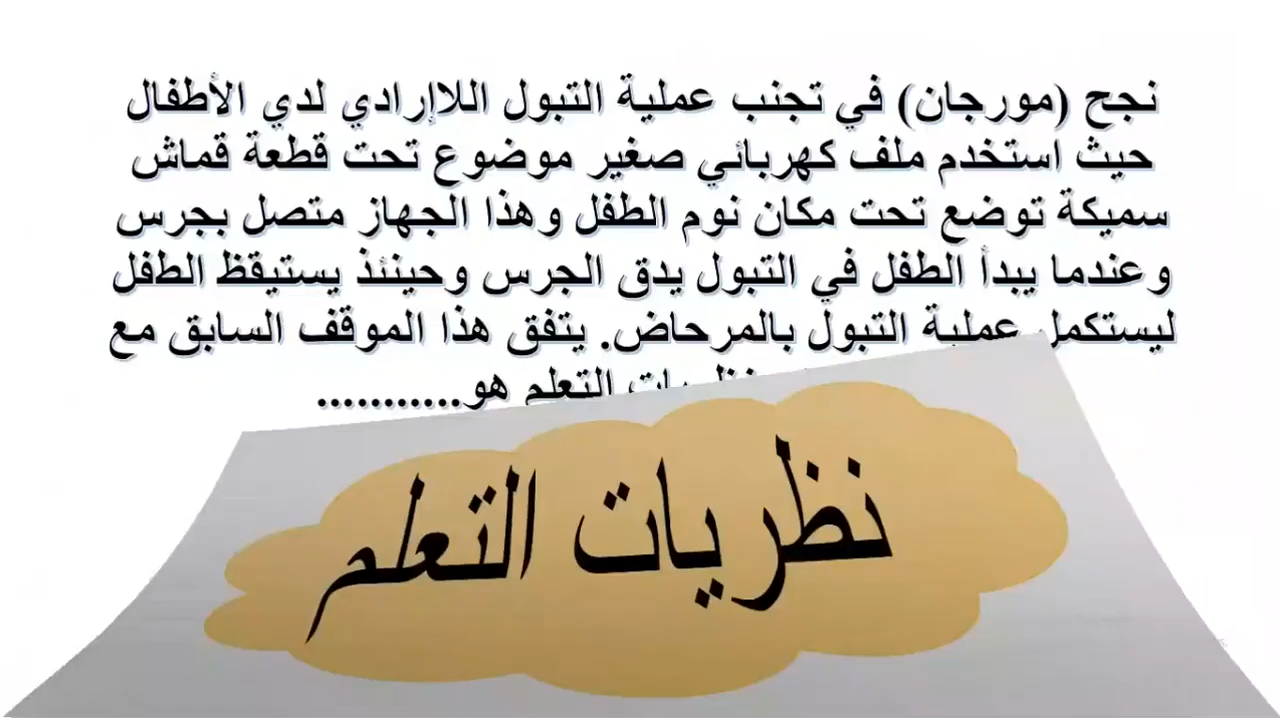 نجح (مورجان) في تجنب عملية التبول اللاإرادي لدي الأطفال
حيث استخدم ملف كهربائي صغير موضوع تحت قطعة قماش
سميكة توضع تحت مكان نوم الطفل وهذا الجهاز متصل بجرس
وعندما يبدأ الطفل في التبول يدق الجرس وحينئذ يستيقظ الطفل
ليستكمل عملية التبول بالمرحاض. يتفق هذا الموقف السابق مع
نظريات التعلم هو...........
نظريات التعلم